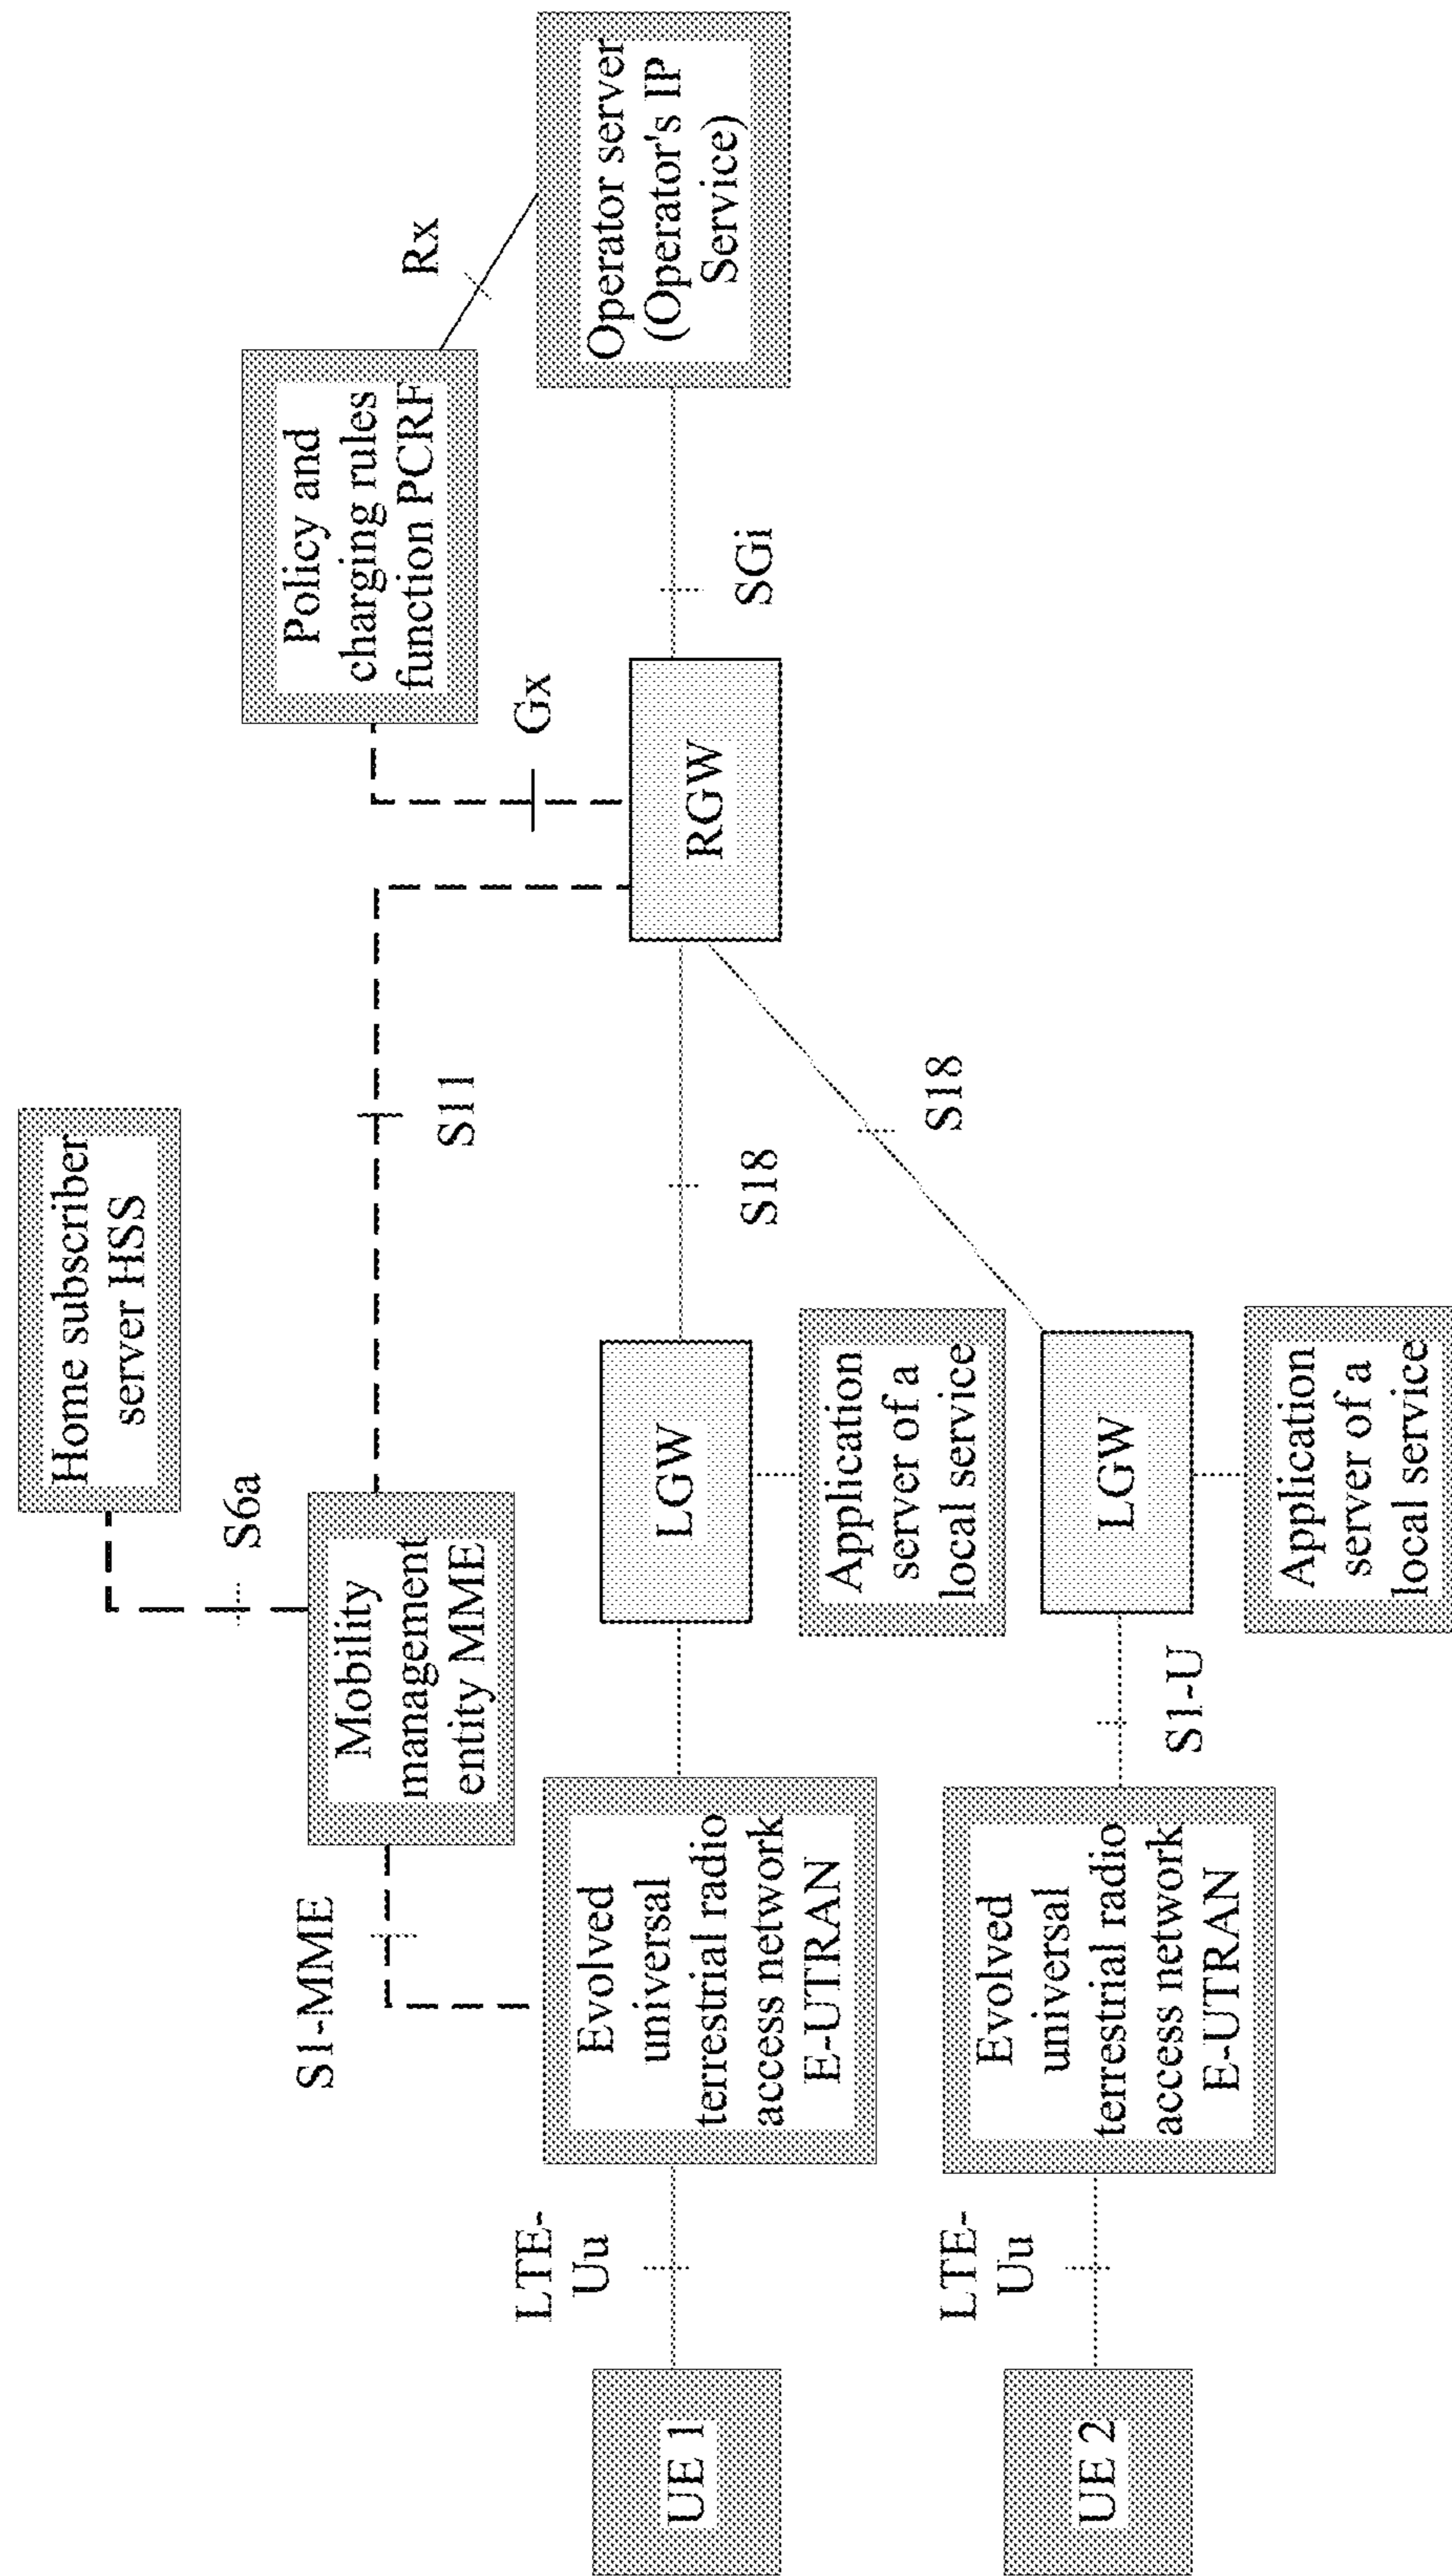 Home subscriber
server HSS
S6a
Policy and
charging rules
function PCRF
Rx
Operator server
(Operator's IP
Service)
S1-MME
Mobility
management
entity MME
S11
Gx
LTE-
Uu
UE 1
Evolved
universal
terrestrial radio
access network
E-UTRAN
LGW
S18
RGW
SGi
Application
server of a
local service
S18
LTE-
Uu
UE 2
Evolved
universal
terrestrial radio
access network
E-UTRAN
S1-U
LGW
Application
server of a
local service